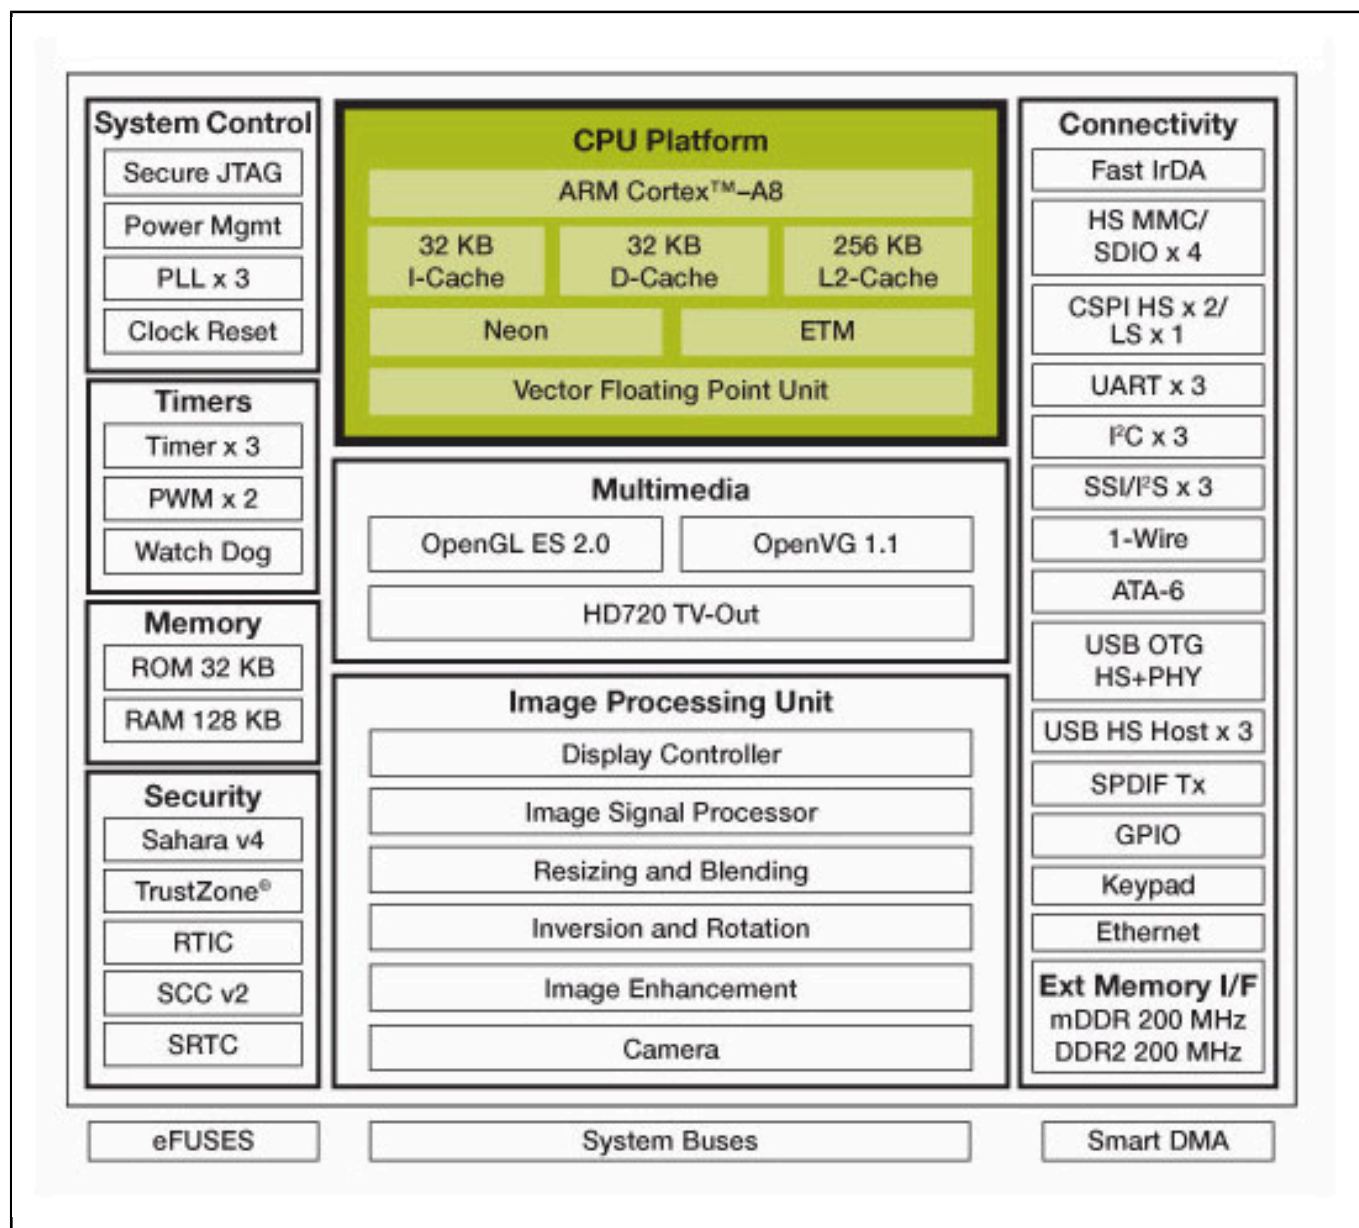 System Control
Secure JTAG
Power Mgmt
PLL x 3
Clock Reset
Timers
Timer x 3
PWM x 2
Watch Dog
Memory
ROM 32 KB
RAM 128 KB
Security
Sahara v4
TrustZone®
RTIC
SCC v2
SRTC
CPU Platform
ARM Cortex™–A8
32 KB
I-Cache
32 KB
D-Cache
256 KB
L2-Cache
Neon
ETM
Vector Floating Point Unit
Multimedia
OpenGL ES 2.0
OpenVG 1.1
HD720 TV-Out
Image Processing Unit
Display Controller
Image Signal Processor
Resizing and Blending
Inversion and Rotation
Image Enhancement
Camera
Connectivity
Fast IrDA
HS MMC/
SDIO x 4
CSPI HS x 2/
LS x 1
UART x 3
I²C x 3
SSI/I²S x 3
1-Wire
ATA-6
USB OTG
HS+PHY
USB HS Host x 3
SPDIF Tx
GPIO
Keypad
Ethernet
Ext Memory I/F
mDDR 200 MHz
DDR2 200 MHz
eFUSES
System Buses
Smart DMA